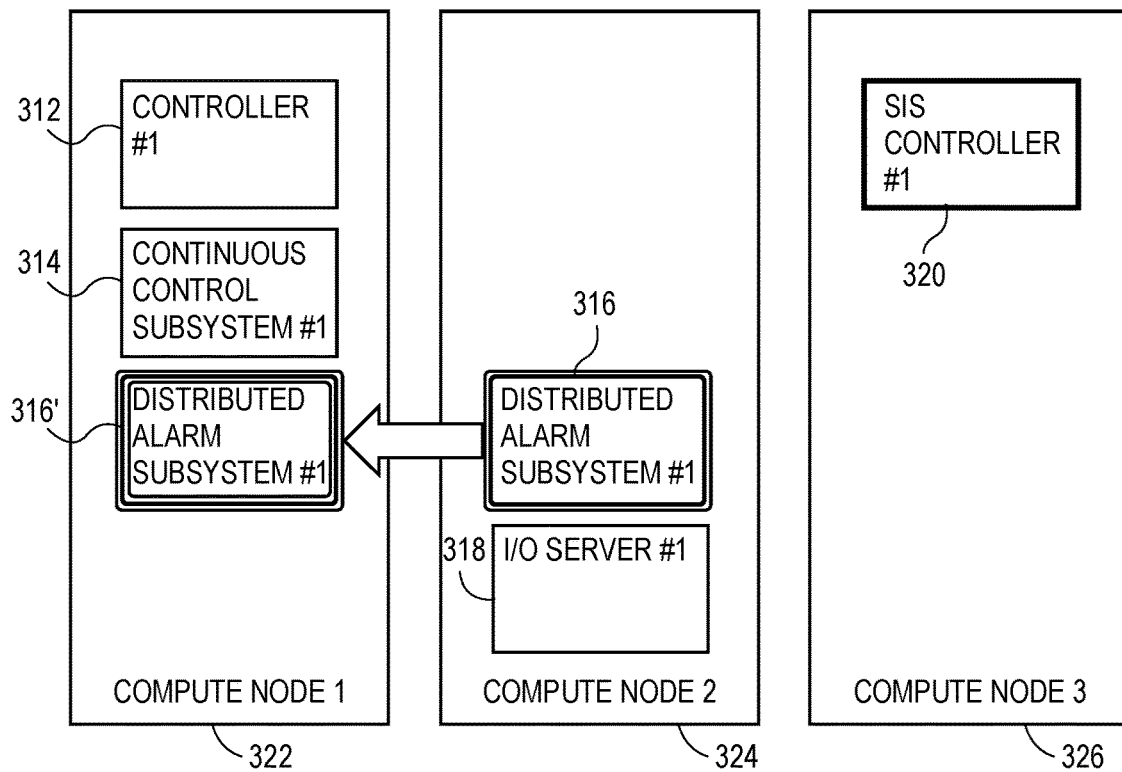 312
CONTROLLER
#1
314
CONTINUOUS
CONTROL
SUBSYSTEM #1
316'
DISTRIBUTED
ALARM
SUBSYSTEM #1
COMPUTE NODE 1
322
316
DISTRIBUTED
ALARM
SUBSYSTEM #1
318
I/O SERVER #1
COMPUTE NODE 2
324
SIS
CONTROLLER
#1
320
COMPUTE NODE 3
326